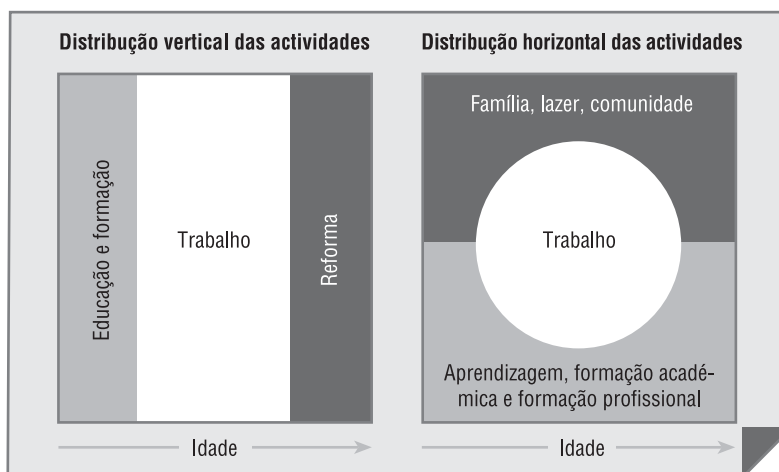 Distribução vertical das actividades
Educação e formação
Trabalho
Reforma
Idade
Distribução horizontal das actividades
Família, lazer, comunidade
Trabalho
Aprendizagem, formação acadé-
mica e formação profissional
Idade